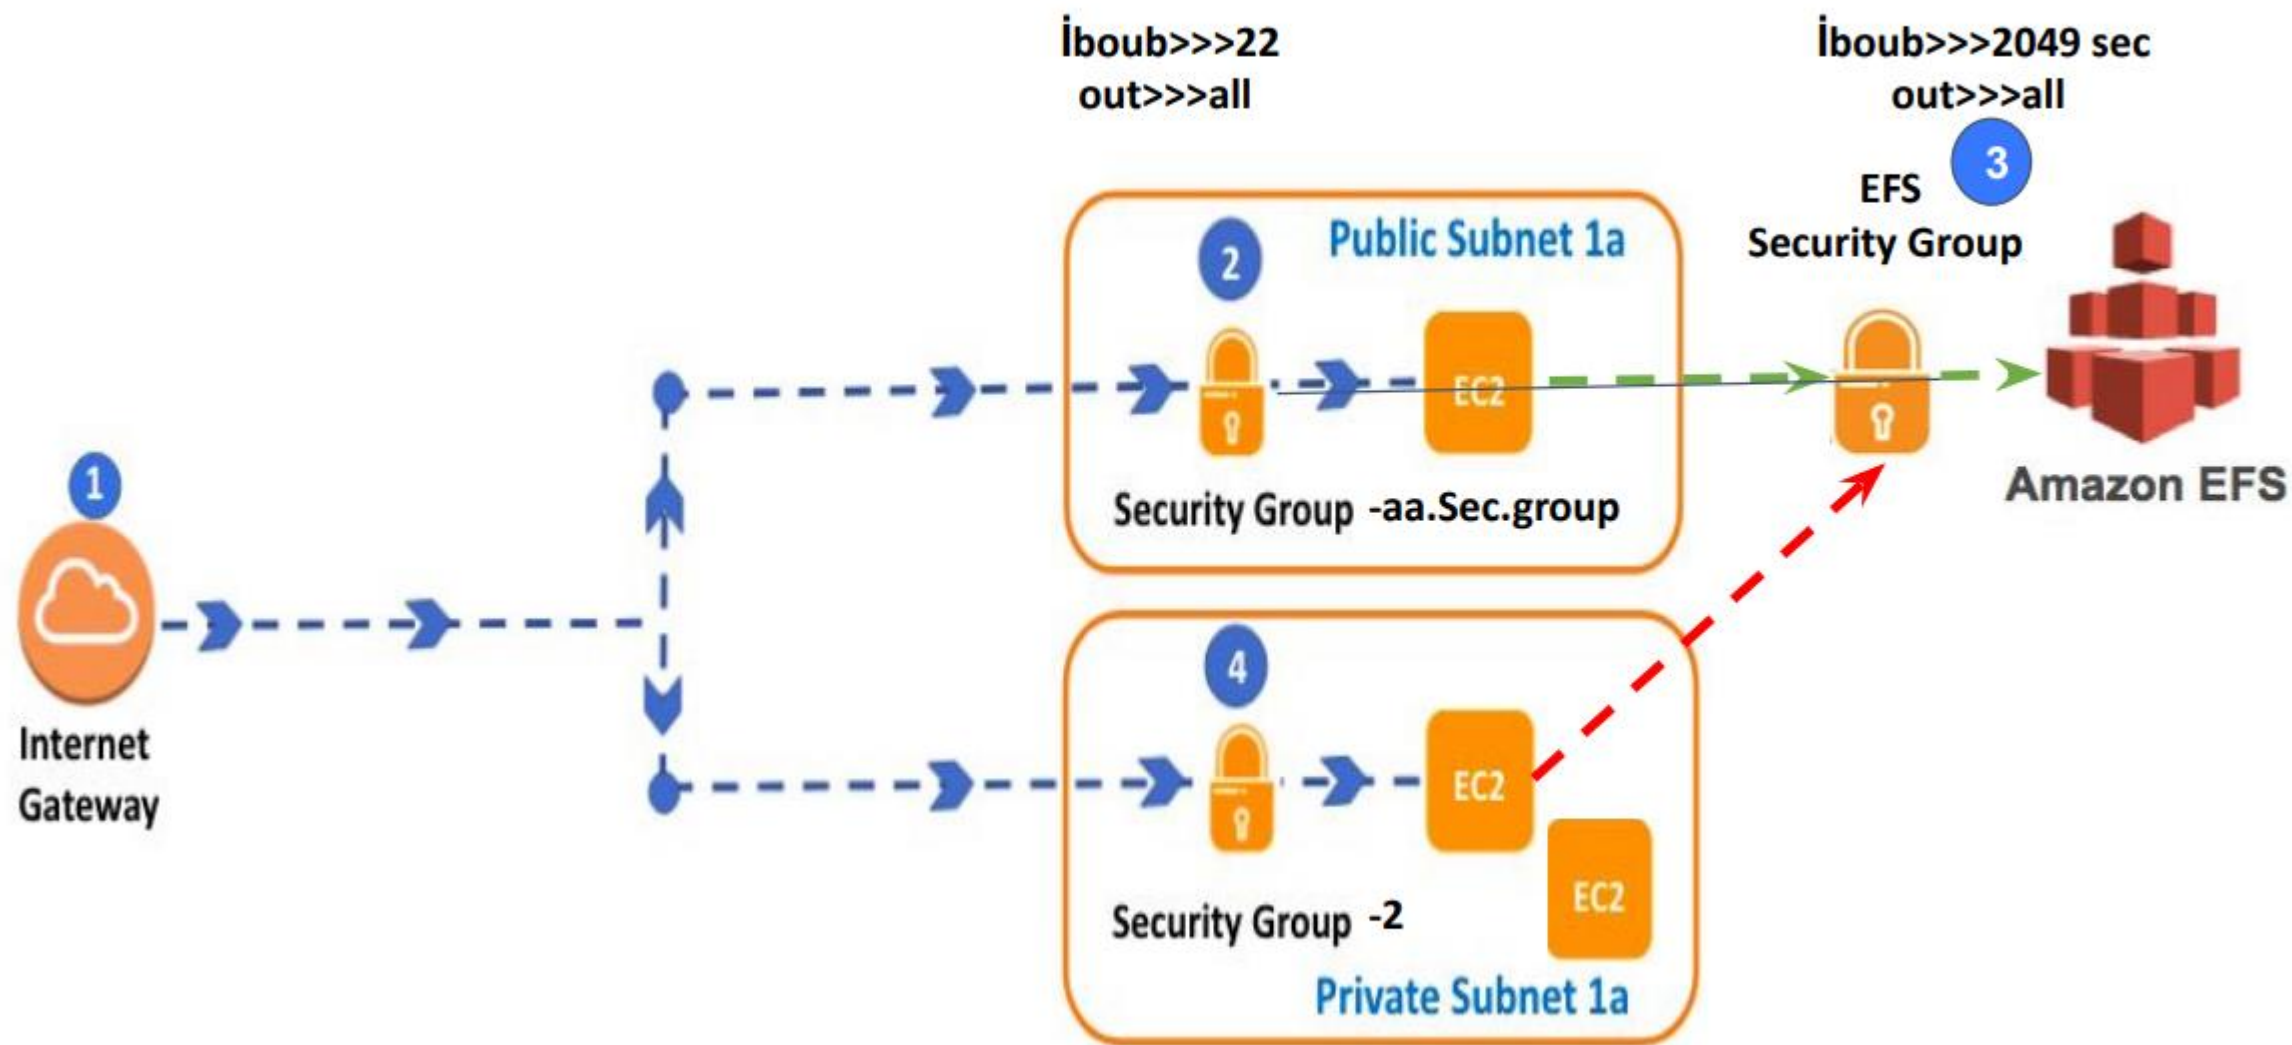 İboub>>>22
out>>>all
İboub>>>2049 sec
out>>>all
3
EFS
Security Group
2
Public Subnet 1a
EC2
Security Group -aa.Sec.group
Amazon EFS
1
Internet
Gateway
4
EC2
EC2
Security Group -2
Private Subnet 1a